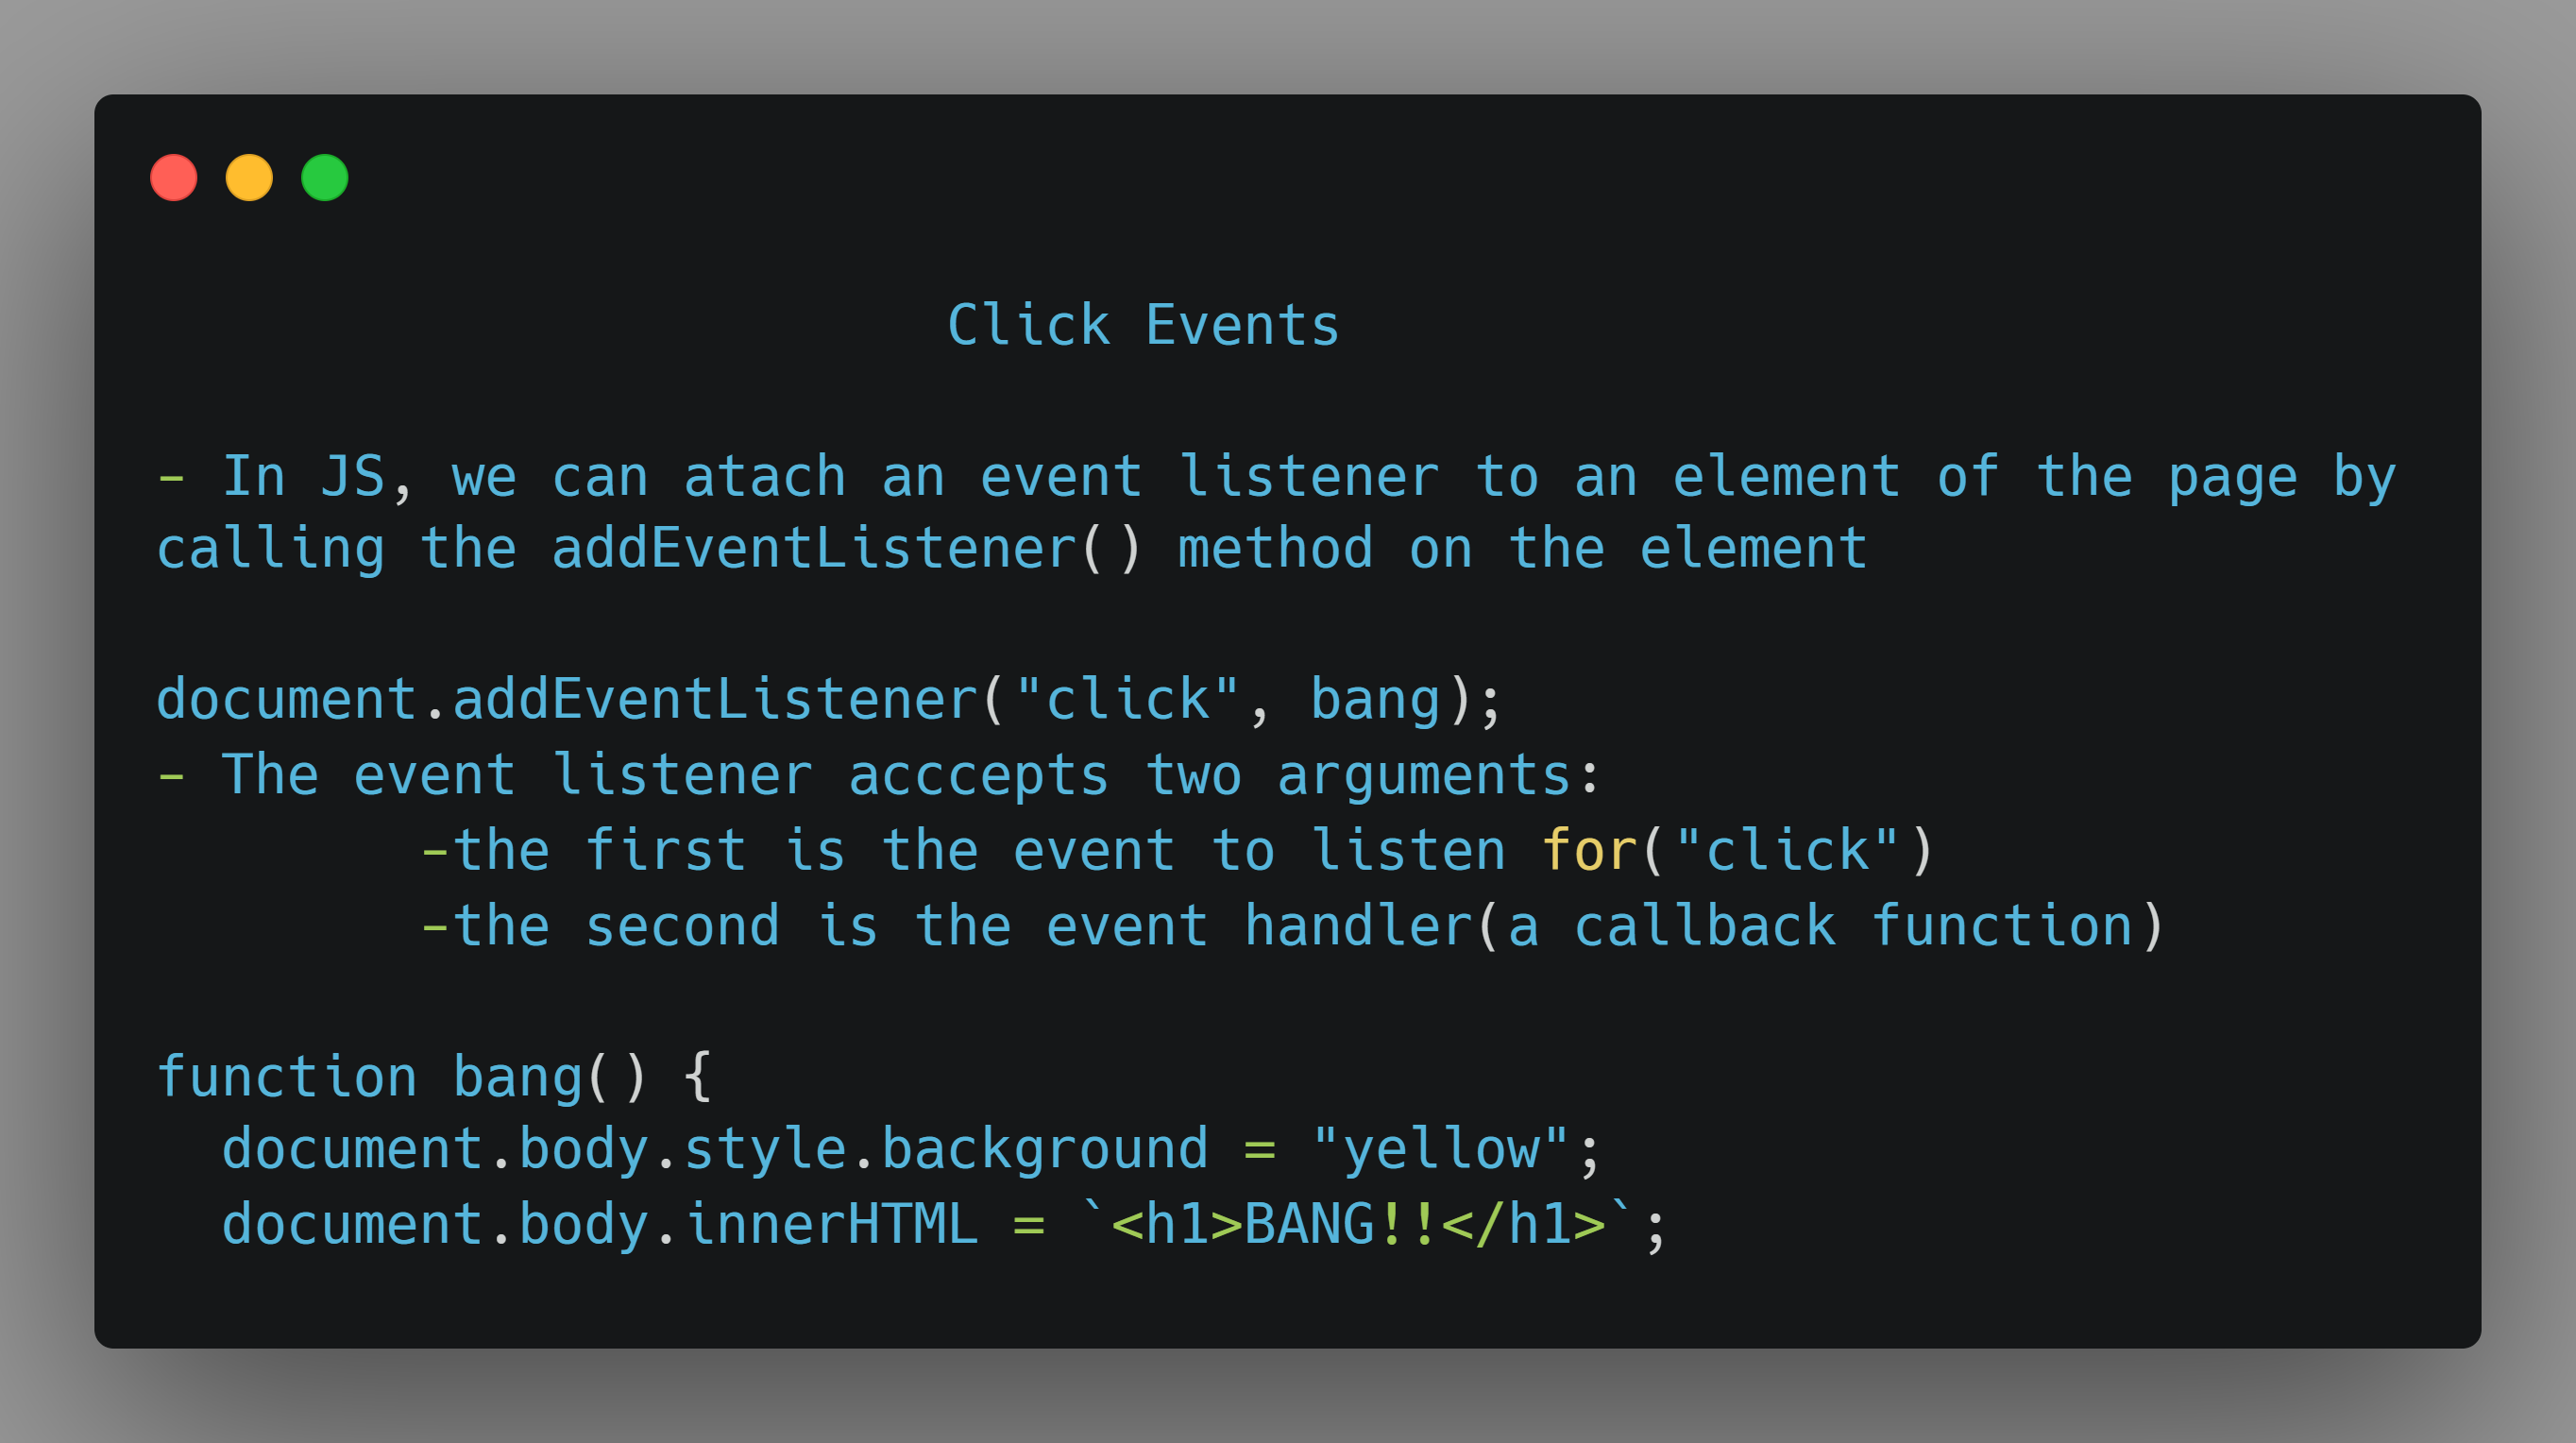 Click Events
- In JS, we can atach an event listener to an element of the page by
calling the addEventListener() method on the element
document.addEventListener("click", bang);
- The event listener acccepts two arguments:
-the first is the event to listen for("click")
-the second is the event handler(a callback function)
function bang() {
document.body.style.background = "yellow";
document.body.innerHTML = `<h1>BANG!!</h1>`;